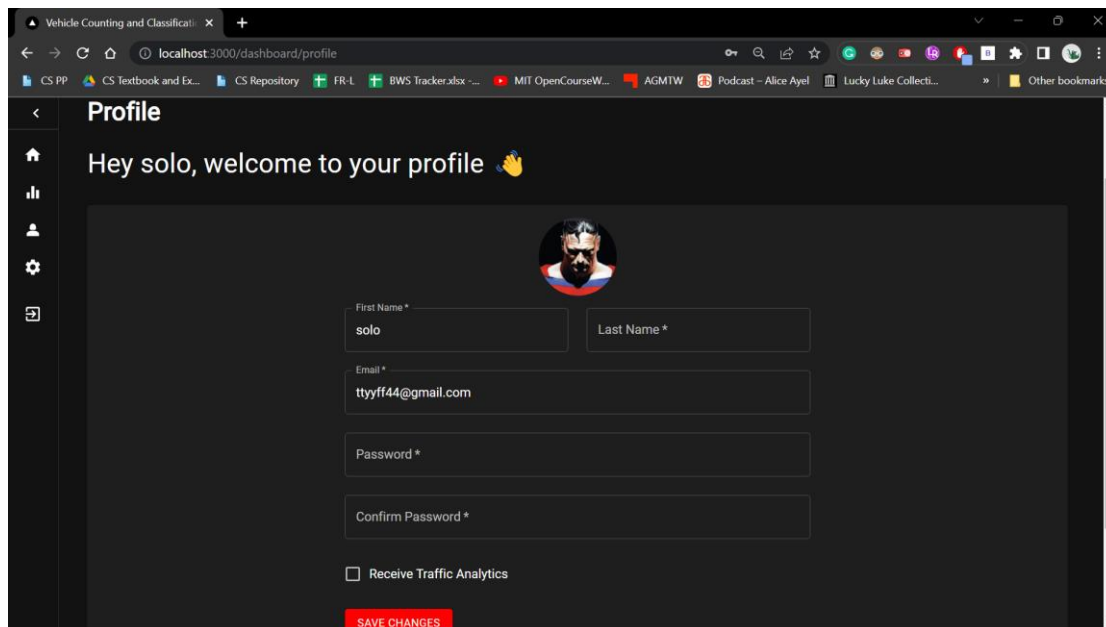 Vehicle Counting and Classificatio
localhost:3000/dashboard/profile
CS PP CS Textbook and Ex... CS Repository FR-L BWS Tracker.xlsx -... MIT OpenCourseW... AGMTW Podcast – Alice Ayel Lucky Luke Collecti... » Other bookmarks
Profile
Hey solo, welcome to your profile 👋
First Name *
solo
Last Name *
Email *
ttyyff44@gmail.com
Password *
Confirm Password *
Receive Traffic Analytics
SAVE CHANGES